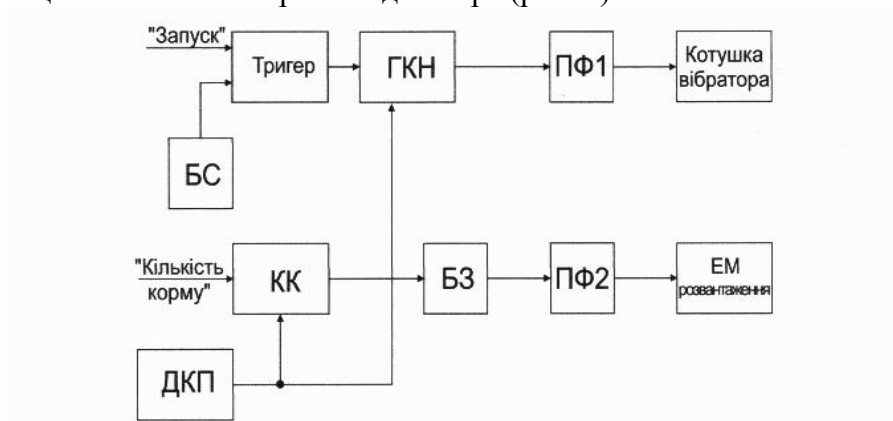 "Запуск"
Тригер
ГКН
ПФ1
Котушка
вібратора
БС
"Кількість
корму"
КК
БЗ
ПФ2
ЕМ
розвантаження
ДКП